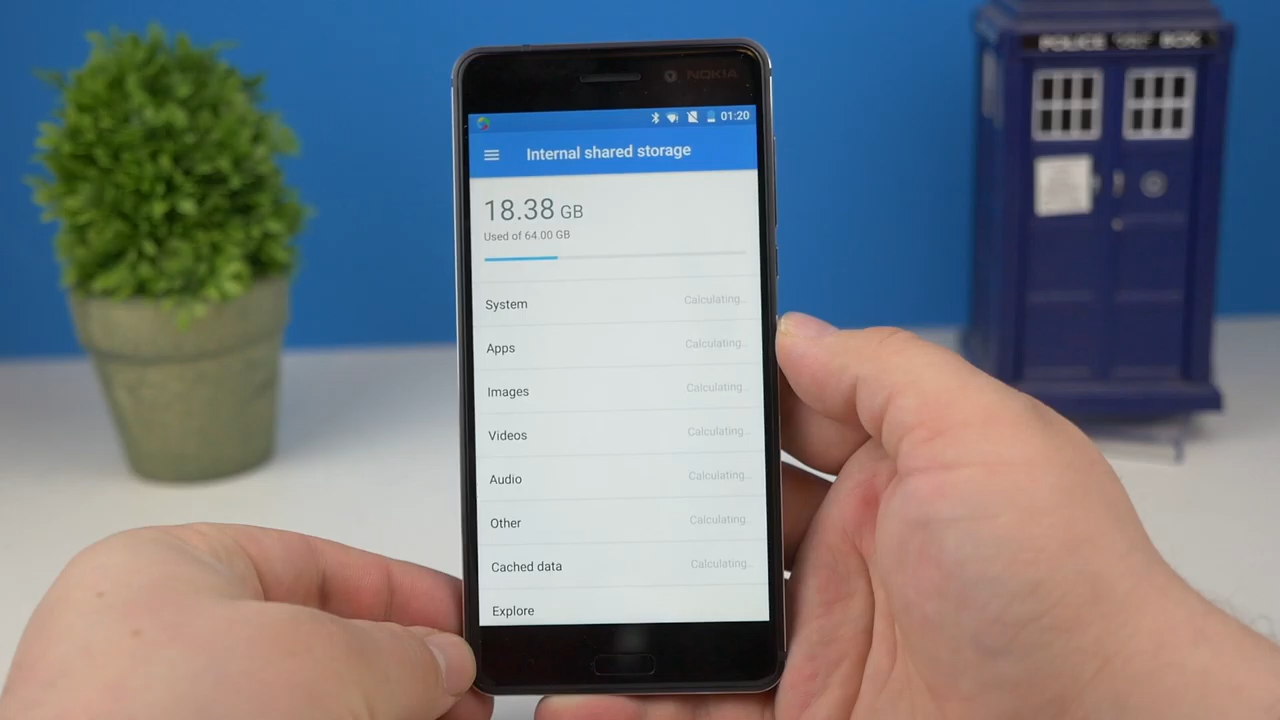 POLICE BOX
NOKIA
01:20
Internal shared storage
18.38 GB
Used of 64.00 GB
System Calculating...
Apps Calculating...
Images Calculating...
Videos Calculating...
Audio Calculating...
Other Calculating...
Cached data Calculating...
Explore